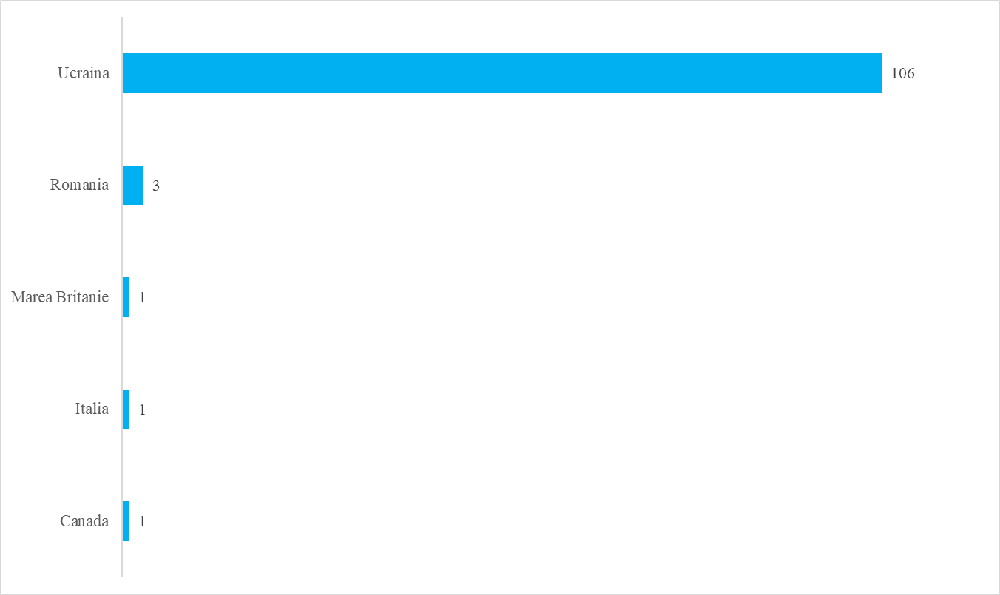 Ucraina 106
Romania 3
Marea Britanie 1
Italia 1
Canada 1